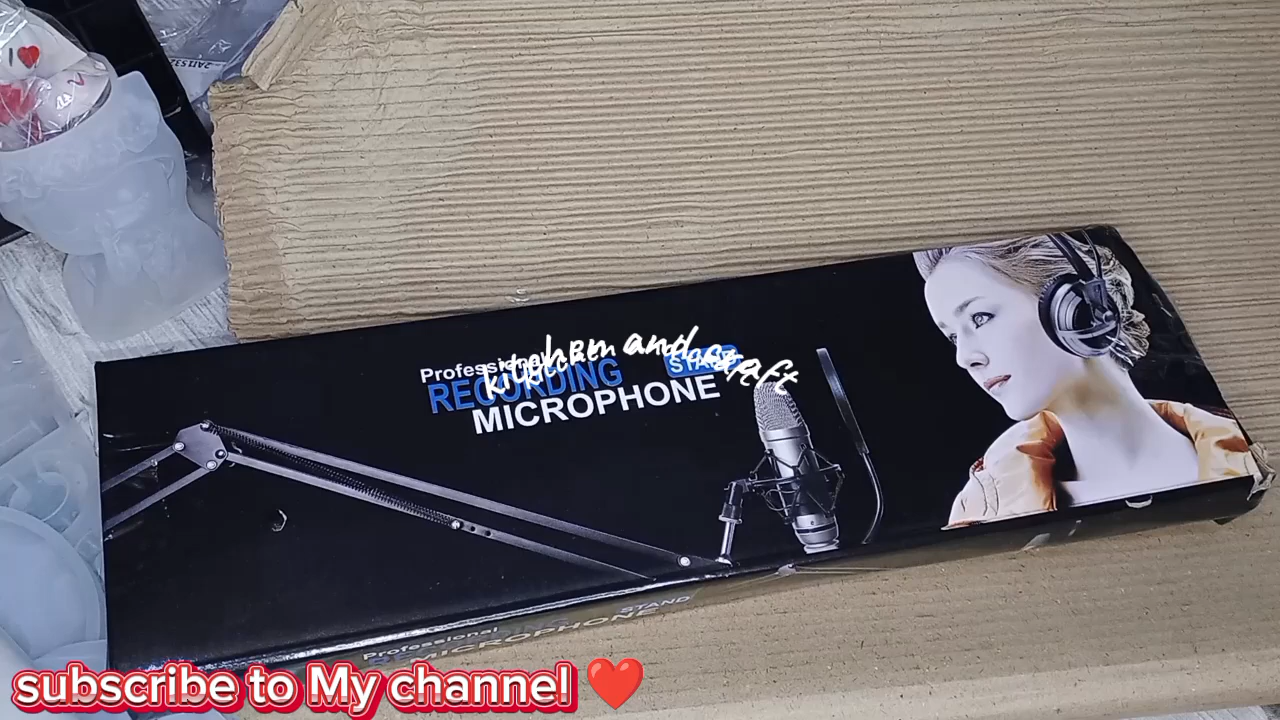 I ❤
Professional
RECORDING STAND
MICROPHONE
kitchen and craft
Professional
STAND
MICROPHONE
subscribe to My channel ❤️